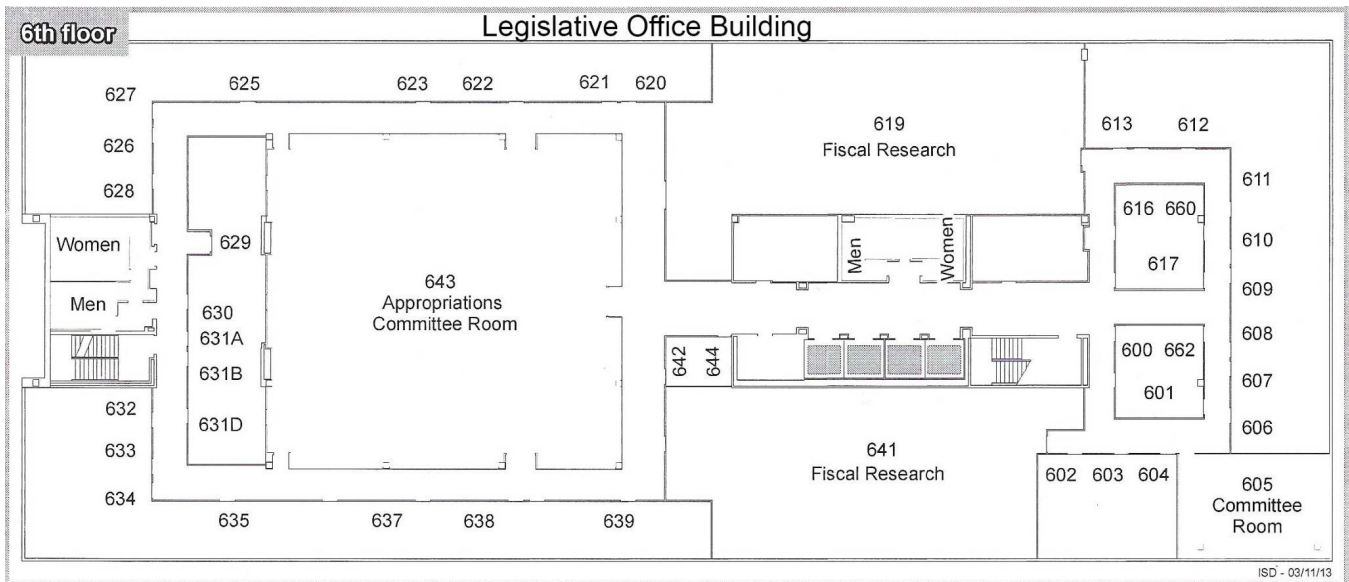 6th floor
Legislative Office Building
627
625
623
622
621
620
626
628
Women
Men
629
630
631A
631B
631D
632
633
634
635
637
638
639
643
Appropriations
Committee Room
619
Fiscal Research
Men
Women
642
644
641
Fiscal Research
613
612
611
616 660
617
610
609
608
600 662
601
607
606
602 603 604
605
Committee
Room
ISD - 03/11/13